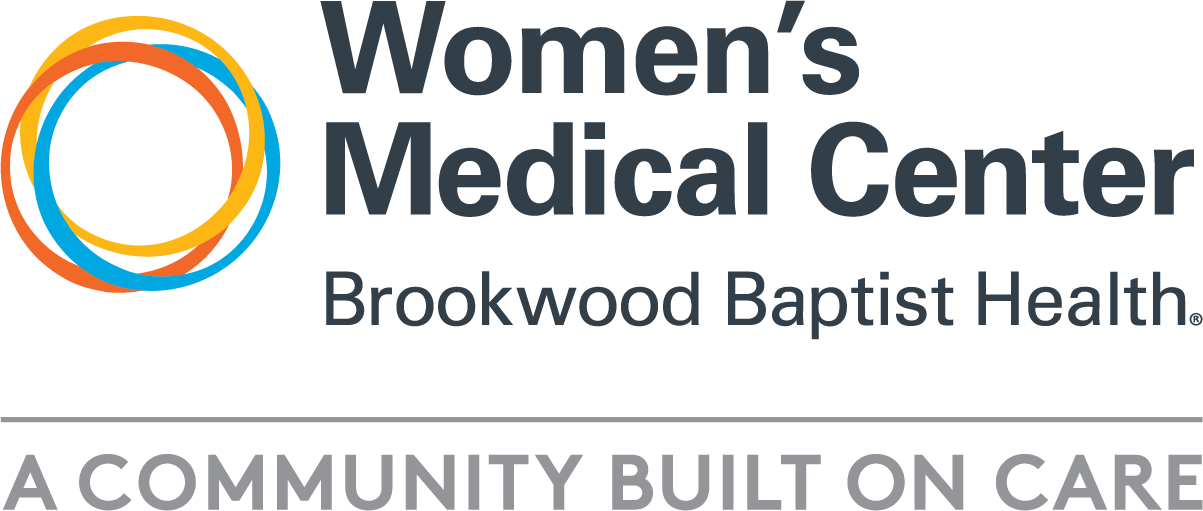 Women’s
Medical Center
Brookwood Baptist Health®
A COMMUNITY BUILT ON CARE